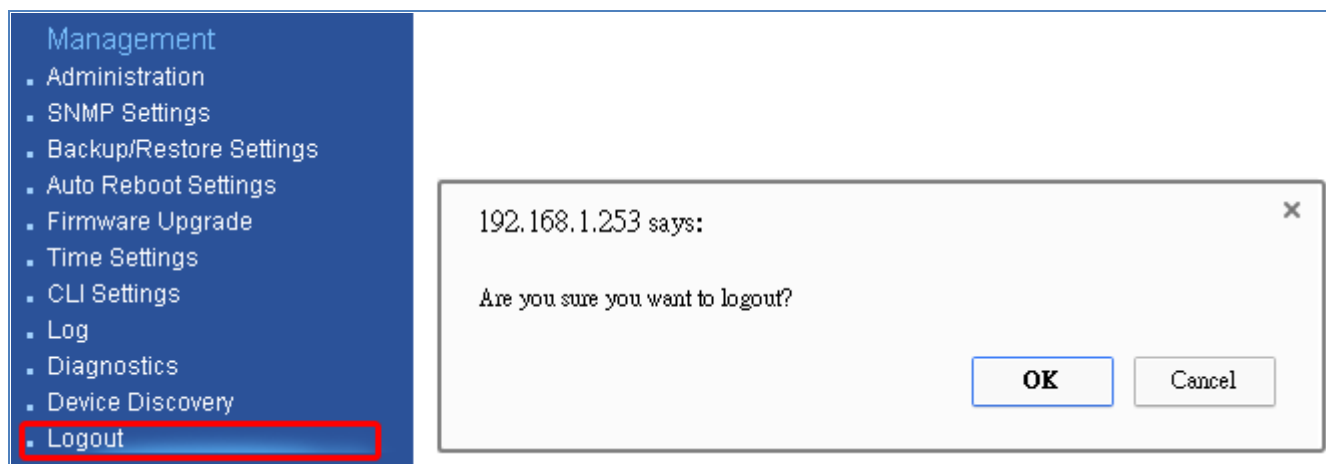 Management
Administration
SNMP Settings
Backup/Restore Settings
Auto Reboot Settings
Firmware Upgrade
Time Settings
CLI Settings
Log
Diagnostics
Device Discovery
Logout
192.168.1.253 says:
Are you sure you want to logout?
OK Cancel